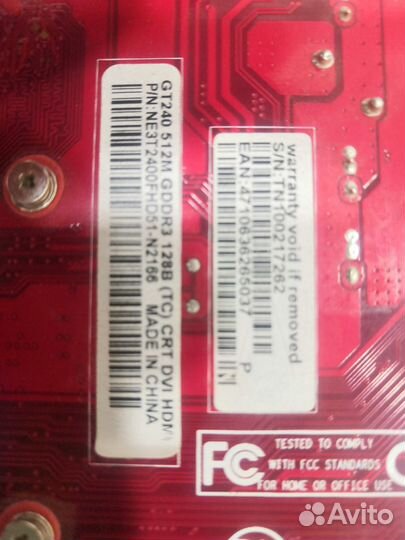 GT240 512M GDDR3 128B (TC) CRT DVI HDMI
P/N:NE3T2400FHD51-N2166 MADE IN CHINA
warranty void if removed
S/N:TNT00217262
EAN 4710636265037 P
FC
TESTED TO COMPLY
WITH FCC STANDARDS
FOR HOME OR OFFICE USE
Avito